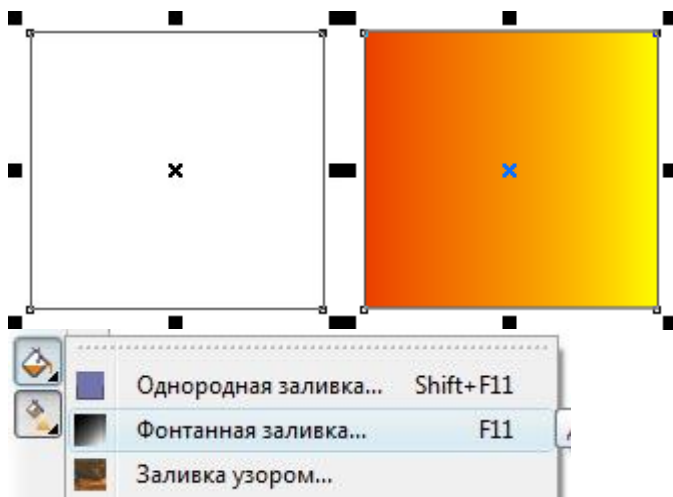 Однородная заливка... Shift+F11
Фонтанная заливка... F11
Заливка узором...